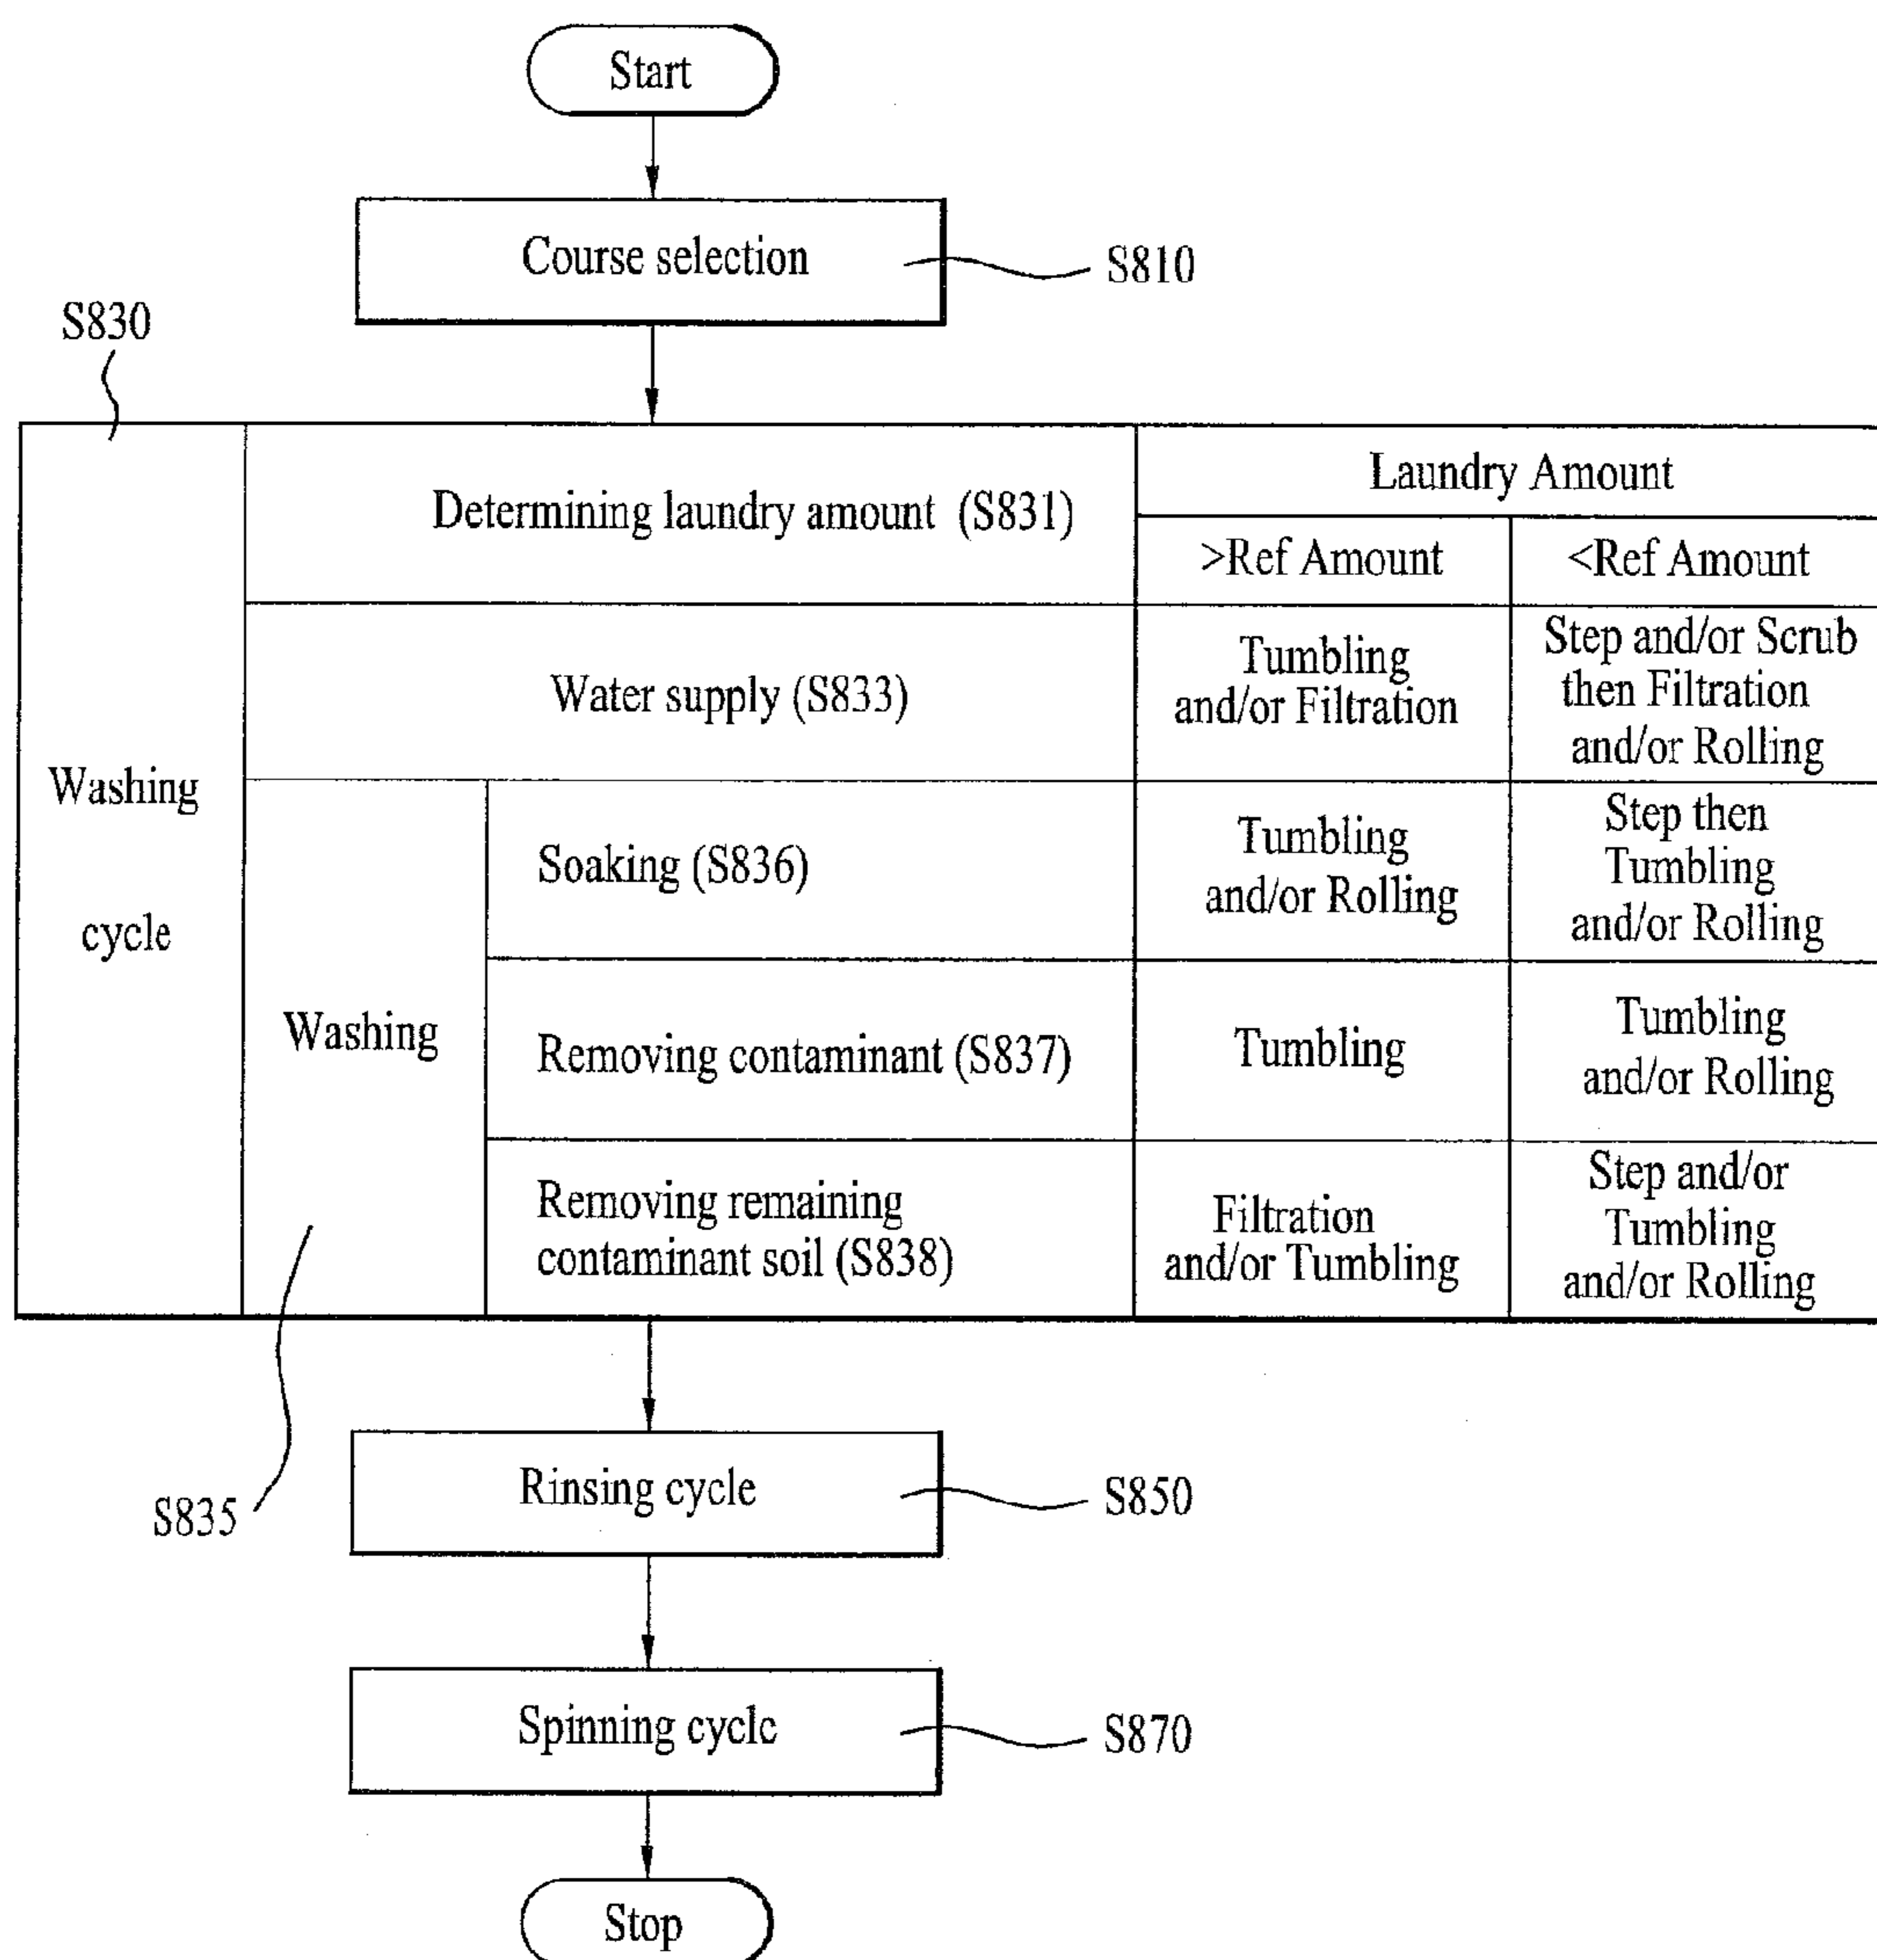 Start
Course selection
S810
S830
Washing
cycle
Determining laundry amount (S831)
Laundry Amount
>Ref Amount
<Ref Amount
Water supply (S833)
Tumbling
and/or Filtration
Step and/or Scrub
then Filtration
and/or Rolling
Washing
Soaking (S836)
Tumbling
and/or Rolling
Step then
Tumbling
and/or Rolling
Removing contaminant (S837)
Tumbling
Tumbling
and/or Rolling
Removing remaining
contaminant soil (S838)
Filtration
and/or Tumbling
Step and/or
Tumbling
and/or Rolling
S835
Rinsing cycle
S850
Spinning cycle
S870
Stop